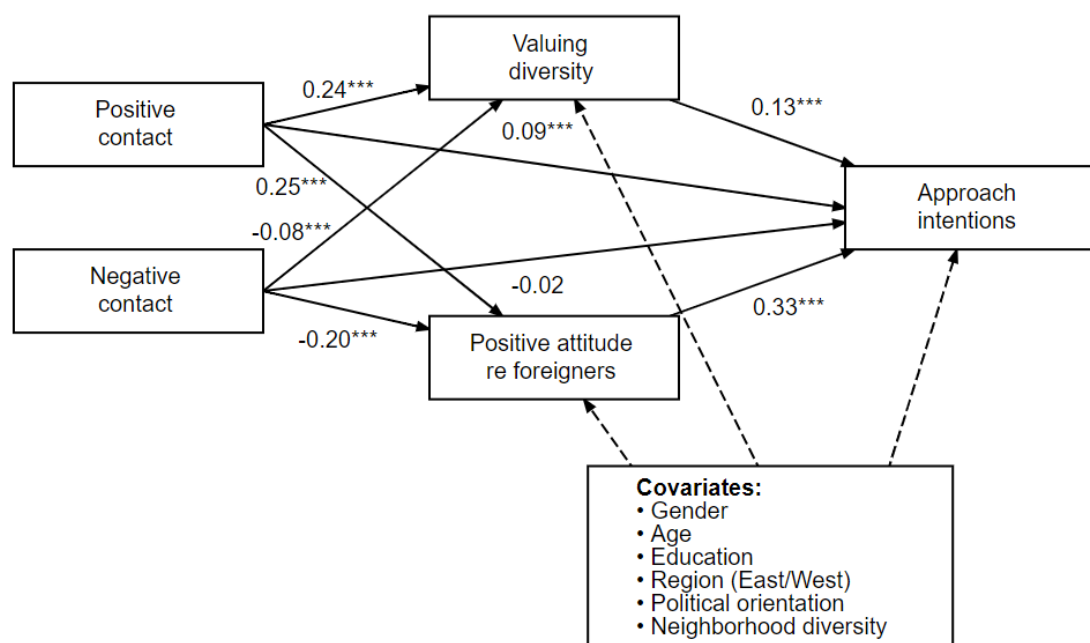 Valuing
diversity
0.24***
0.13***
Positive
contact
0.09***
0.25***
Approach
intentions
-0.08***
Negative
contact
-0.02
0.33***
-0.20***
Positive attitude
re foreigners
Covariates:
• Gender
• Age
• Education
• Region (East/West)
• Political orientation
• Neighborhood diversity